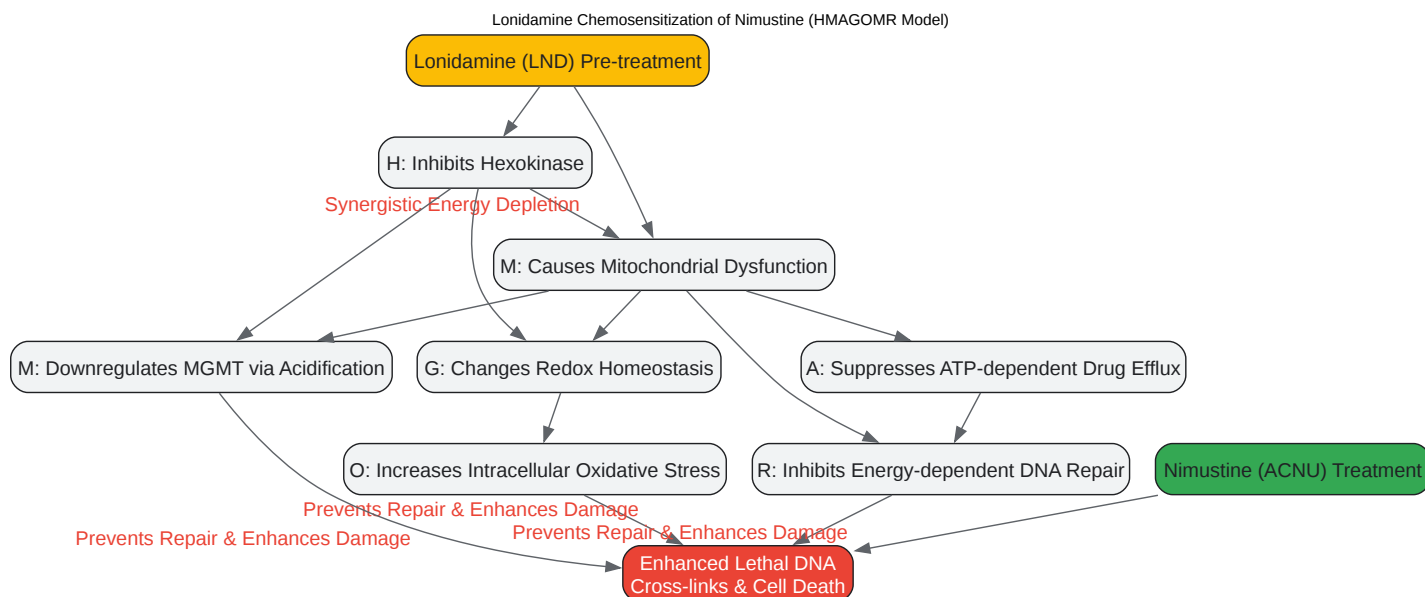 Lonidamine Chemosensitization of Nimustine (HMAGOMR Model)
Lonidamine (LND) Pre-treatment
H: Inhibits Hexokinase
Synergistic Energy Depletion
M: Causes Mitochondrial Dysfunction
M: Downregulates MGMT via Acidification
G: Changes Redox Homeostasis
A: Suppresses ATP-dependent Drug Efflux
O: Increases Intracellular Oxidative Stress
R: Inhibits Energy-dependent DNA Repair
Nimustine (ACNU) Treatment
Prevents Repair & Enhances Damage
Prevents Repair & Enhances Damage
Prevents Repair & Enhances Damage
Enhanced Lethal DNA
Cross-links & Cell Death